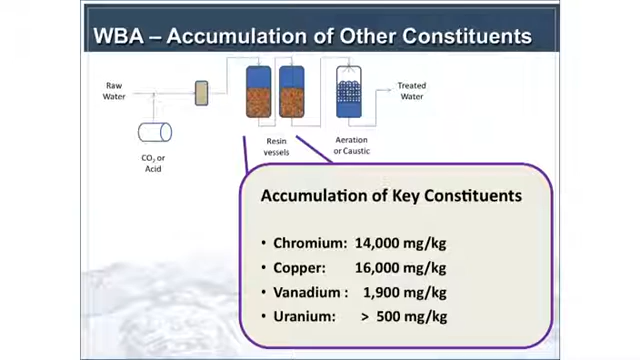 WBA – Accumulation of Other Constituents
Raw
Water
CO2 or
Acid
Resin
vessels
Aeration
or Caustic
Treated
Water
Accumulation of Key Constituents
• Chromium: 14,000 mg/kg
• Copper: 16,000 mg/kg
• Vanadium : 1,900 mg/kg
• Uranium: > 500 mg/kg